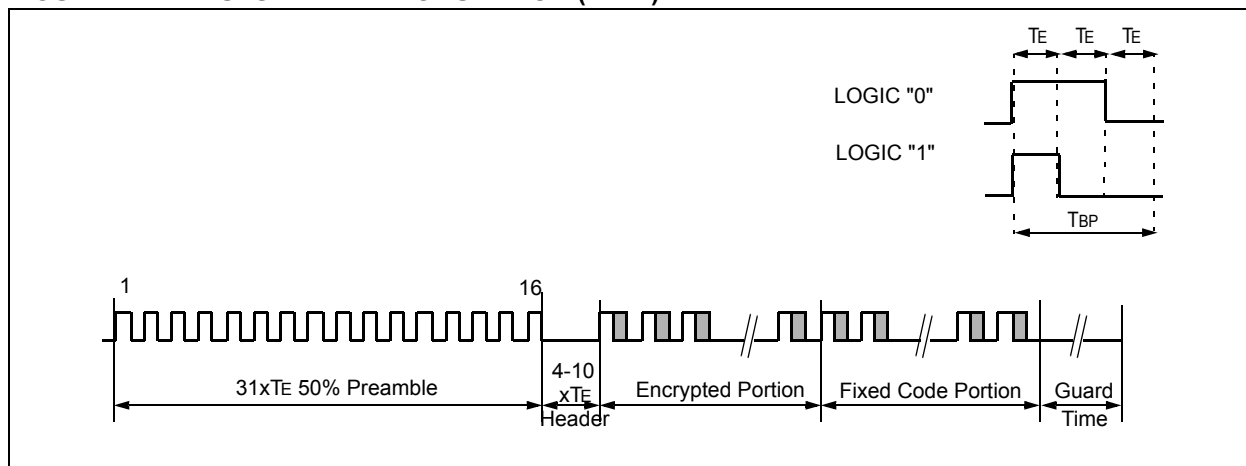 TE TE TE
LOGIC "0"
LOGIC "1"
TBP
1
16
31xTE 50% Preamble
4-10
xTE
Header
Encrypted Portion
Fixed Code Portion
Guard
Time